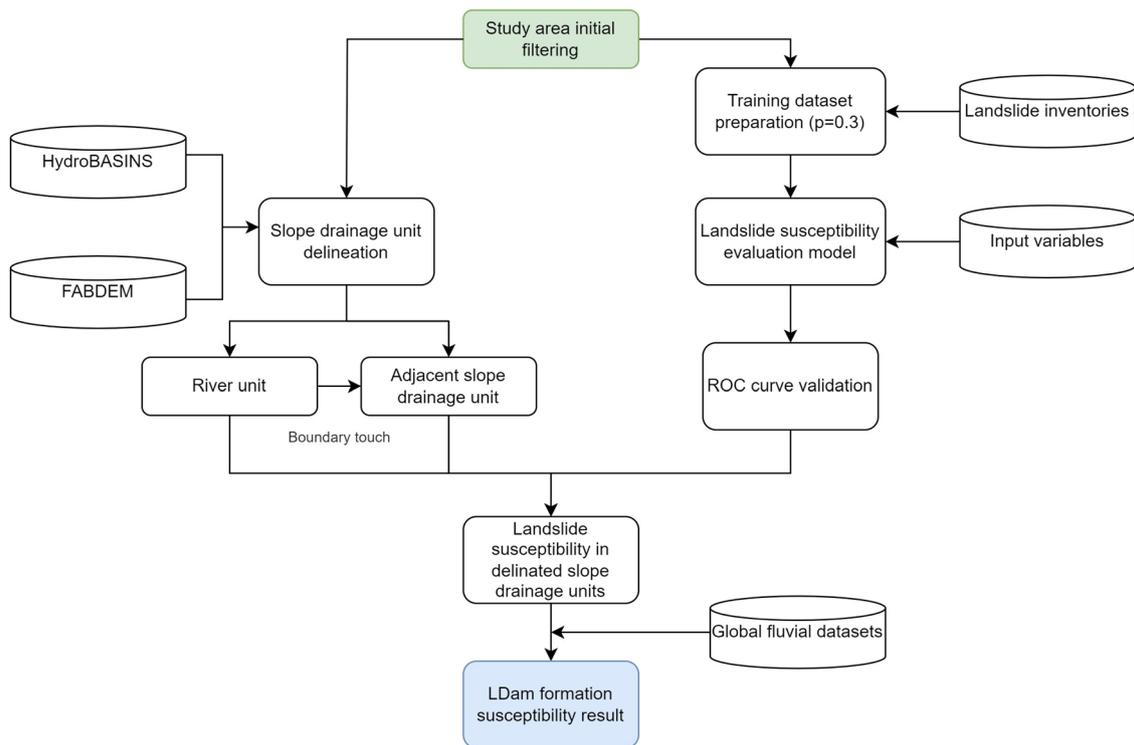 Study area initial
filtering
Training dataset
preparation (p=0.3)
Landslide inventories
HydroBASINS
Slope drainage unit
delineation
Landslide susceptibility
evaluation model
Input variables
FABDEM
River unit
Adjacent slope
drainage unit
ROC curve validation
Boundary touch
Landslide
susceptibility in
delinated slope
drainage units
Global fluvial datasets
LDam formation
susceptibility result